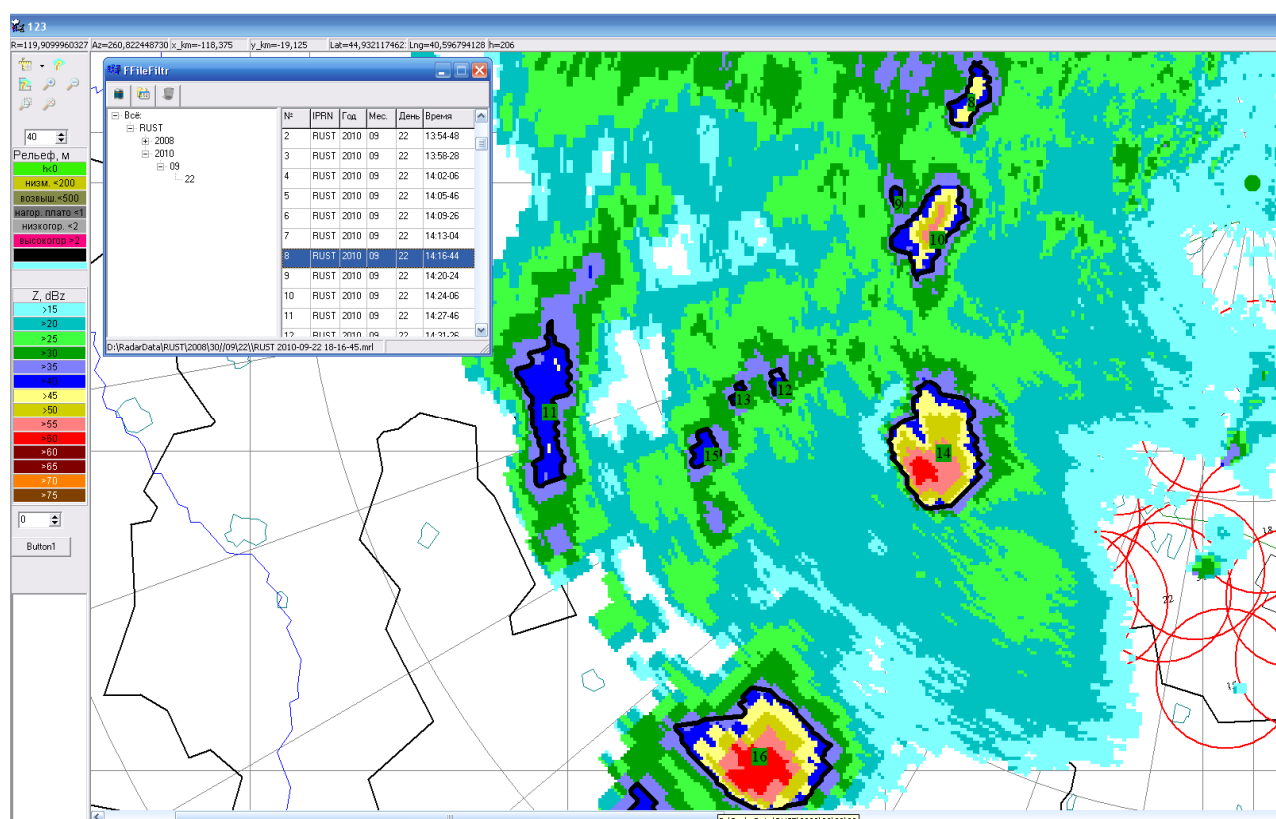 123
R=119,9099960327 Az=260,822448730 x_km=-118,375 y_km=-19,125 Lat=44,932117462 Lng=40,596794128 h=206
FFileFiltr
Всё:
RUST
2008
2010
09
22
№ IPRN Год Мес. День Время
2 RUST 2010 09 22 13:54-48
3 RUST 2010 09 22 13:58-28
4 RUST 2010 09 22 14:02-06
5 RUST 2010 09 22 14:05-46
6 RUST 2010 09 22 14:09-26
7 RUST 2010 09 22 14:13-04
8 RUST 2010 09 22 14:16-44
9 RUST 2010 09 22 14:20-24
10 RUST 2010 09 22 14:24-06
11 RUST 2010 09 22 14:27-46
12 RUST 2010 09 22 14:31-26
D:\RadarData\RUST\2008\30//09\22\\RUST 2010-09-22 18-16-45.mrl
40
Рельеф, м
h<0
низм. <200
возвыш.<500
нагор. плато <1
низкогор. <2
высокогор >2
Z, dBz
>15
>20
>25
>30
>35
>40
>45
>50
>55
>60
>60
>65
>70
>75
0
Button1
8
9
10
11
12
13
14
15
16
18
22